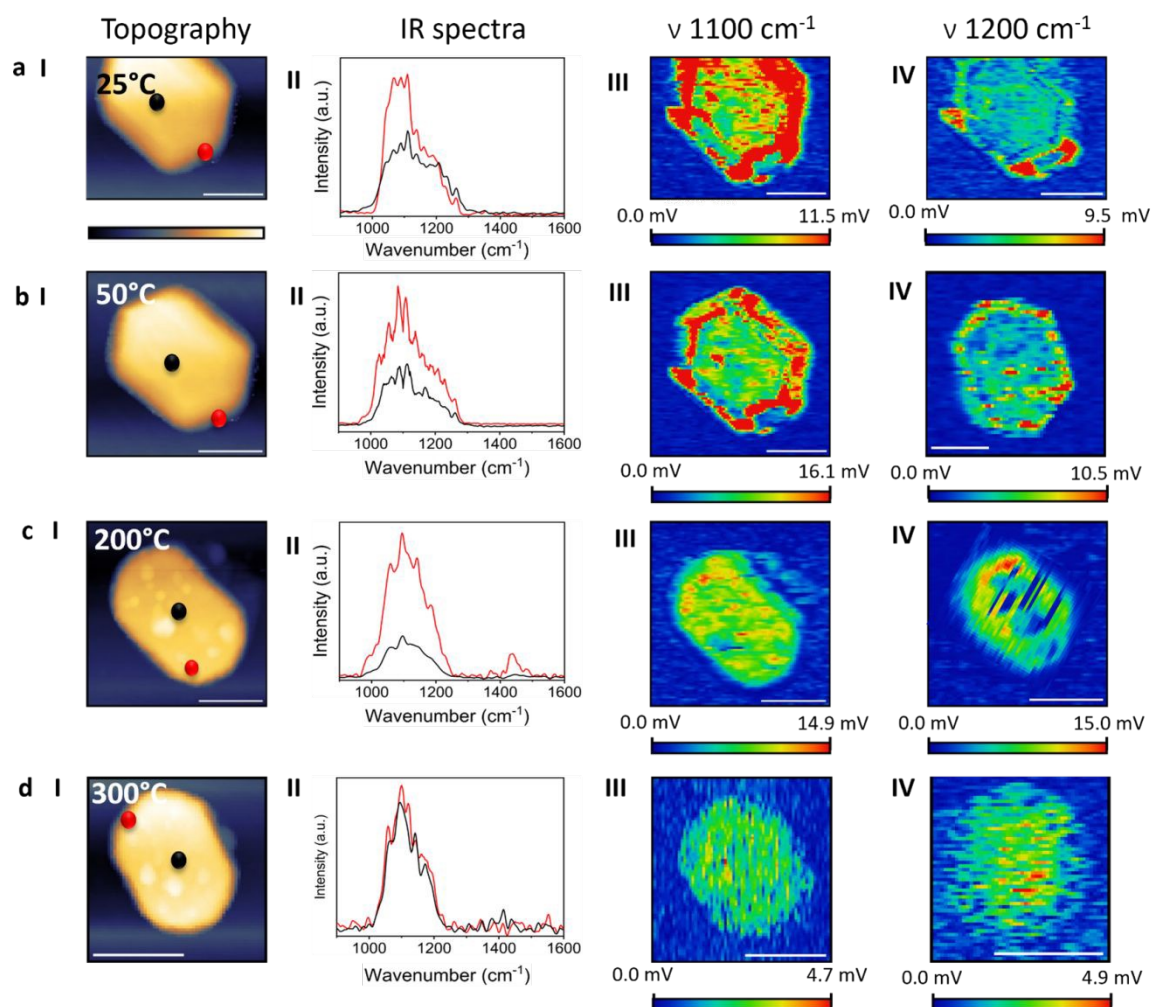 Topography IR spectra ν 1100 cm-1 ν 1200 cm-1
a I 25°C II III IV
Intensity (a.u.)
1000 1200 1400 1600
Wavenumber (cm-1)
0.0 mV 11.5 mV
0.0 mV 9.5 mV
b I 50°C II III IV
Intensity (a.u.)
1000 1200 1400 1600
Wavenumber (cm-1)
0.0 mV 16.1 mV
0.0 mV 10.5 mV
c I 200°C II III IV
Intensity (a.u.)
1000 1200 1400 1600
Wavenumber (cm-1)
0.0 mV 14.9 mV
0.0 mV 15.0 mV
d I 300°C II III IV
Intensity (a.u.)
1000 1200 1400 1600
Wavenumber (cm-1)
0.0 mV 4.7 mV
0.0 mV 4.9 mV